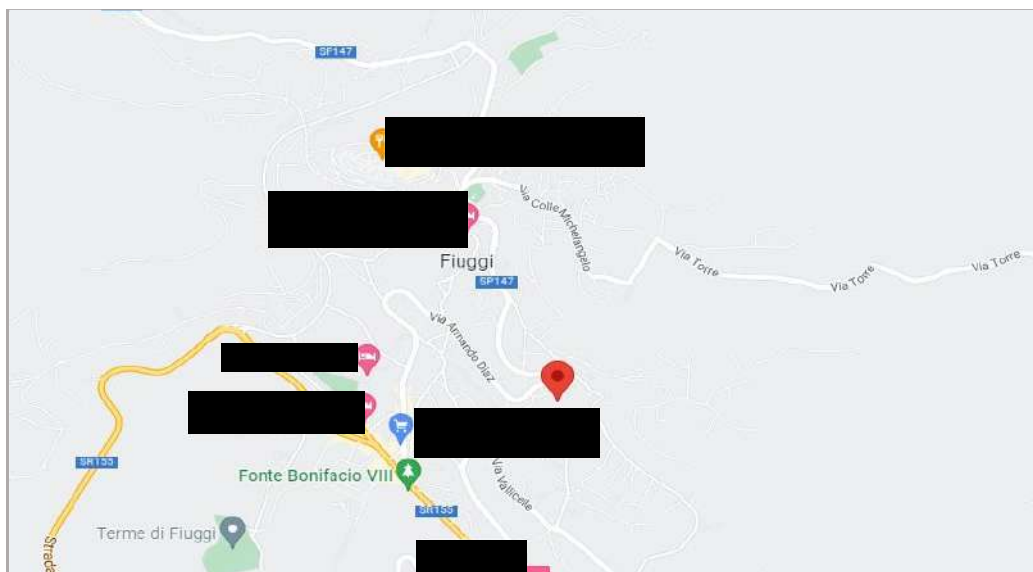 SP147
Via Colle Michelangelo
Fiuggi
Via Torre
Via Torre
Via Torre
SP147
Via Armando Diaz
SR155
Fonte Bonifacio VIII
Via Vallicelle
SR155
Terme di Fiuggi
Strada